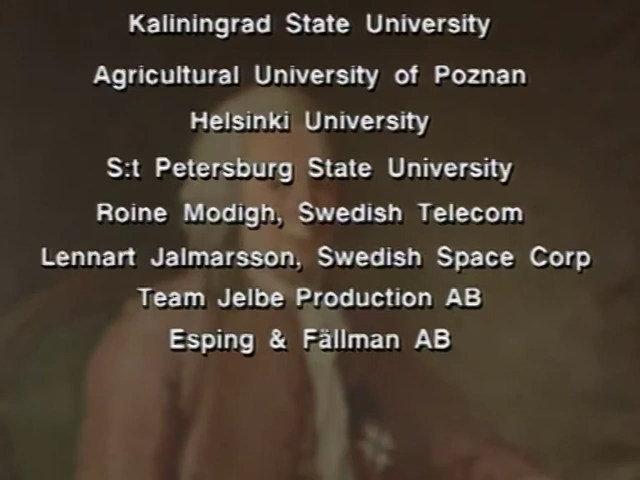 Kaliningrad State University
Agricultural University of Poznan
Helsinki University
S:t Petersburg State University
Roine Modigh, Swedish Telecom
Lennart Jalmarsson, Swedish Space Corp
Team Jelbe Production AB
Esping & Fällman AB